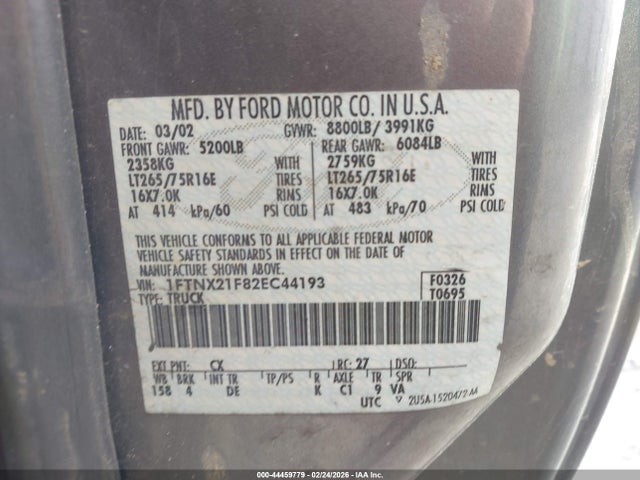 MFD. BY FORD MOTOR CO. IN U.S.A.
DATE: 03/02 GVWR: 8800LB/ 3991KG
FRONT GAWR: 5200LB REAR GAWR: 6084LB
2358KG WITH 2759KG WITH
LT265/75R16E TIRES LT265/75R16E TIRES
16X7.0K RIMS 16X7.0K RIMS
AT 414 kPa/60 PSI COLD AT 483 kPa/70 PSI COLD
THIS VEHICLE CONFORMS TO ALL APPLICABLE FEDERAL MOTOR
VEHICLE SAFETY STANDARDS IN EFFECT ON THE DATE OF
MANUFACTURE SHOWN ABOVE.
VIN: 1FTNX21F82EC44193 F0326
TYPE: TRUCK T0695
EXT PNT: CX RC: 27 DSO:
WB BRK INT TR TP/PS R AXLE TR SPR
158 4 DE K C1 9 VA
UTC
000-44459779 - 02/24/2026 - IAA Corp.